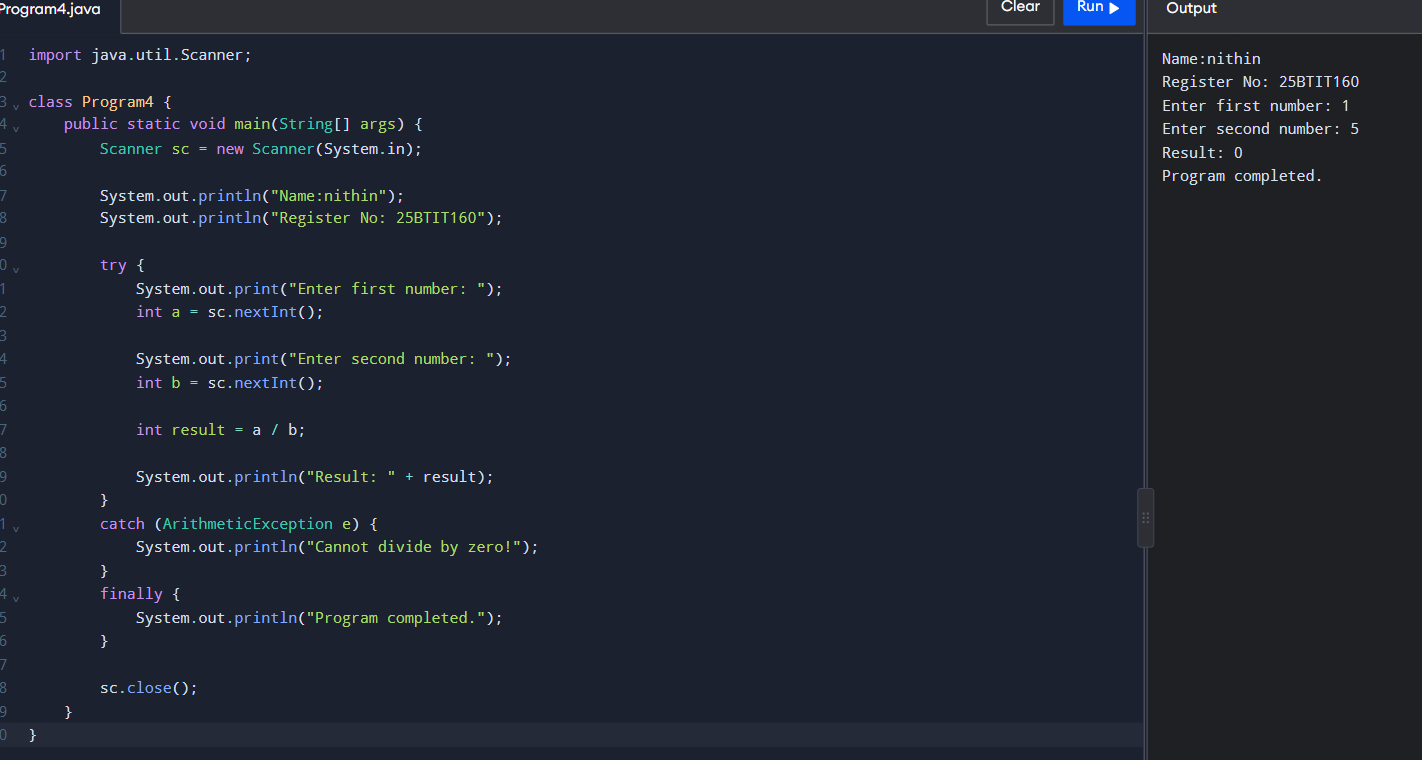 Program4.java
Clear
Run
Output
1 import java.util.Scanner;
2
3 class Program4 {
4     public static void main(String[] args) {
5         Scanner sc = new Scanner(System.in);
6
7         System.out.println("Name:nithin");
8         System.out.println("Register No: 25BTIT160");
9
0         try {
1             System.out.print("Enter first number: ");
2             int a = sc.nextInt();
3
4             System.out.print("Enter second number: ");
5             int b = sc.nextInt();
6
7             int result = a / b;
8
9             System.out.println("Result: " + result);
0         }
1         catch (ArithmeticException e) {
2             System.out.println("Cannot divide by zero!");
3         }
4         finally {
5             System.out.println("Program completed.");
6         }
7
8         sc.close();
9     }
0 }
Name:nithin
Register No: 25BTIT160
Enter first number: 1
Enter second number: 5
Result: 0
Program completed.